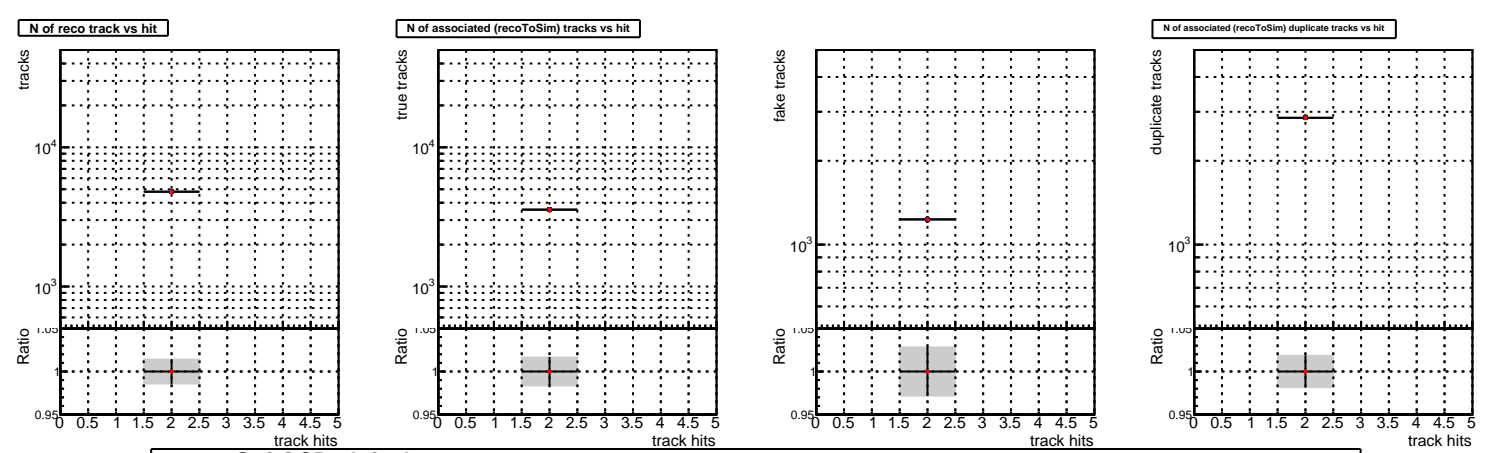 N of reco track vs hit
tracks
10⁴
10³
Ratio
1.05
1
0.95
0 0.5 1 1.5 2 2.5 3 3.5 4 4.5 5
track hits
N of associated (recoToSim) tracks vs hit
true tracks
10⁴
10³
Ratio
1.05
1
0.95
0 0.5 1 1.5 2 2.5 3 3.5 4 4.5 5
track hits
fake tracks
10³
Ratio
1.05
1
0.95
0 0.5 1 1.5 2 2.5 3 3.5 4 4.5 5
track hits
N of associated (recoToSim) duplicate tracks vs hit
duplicate tracks
10³
Ratio
1.05
1
0.95
0 0.5 1 1.5 2 2.5 3 3.5 4 4.5 5
track hits